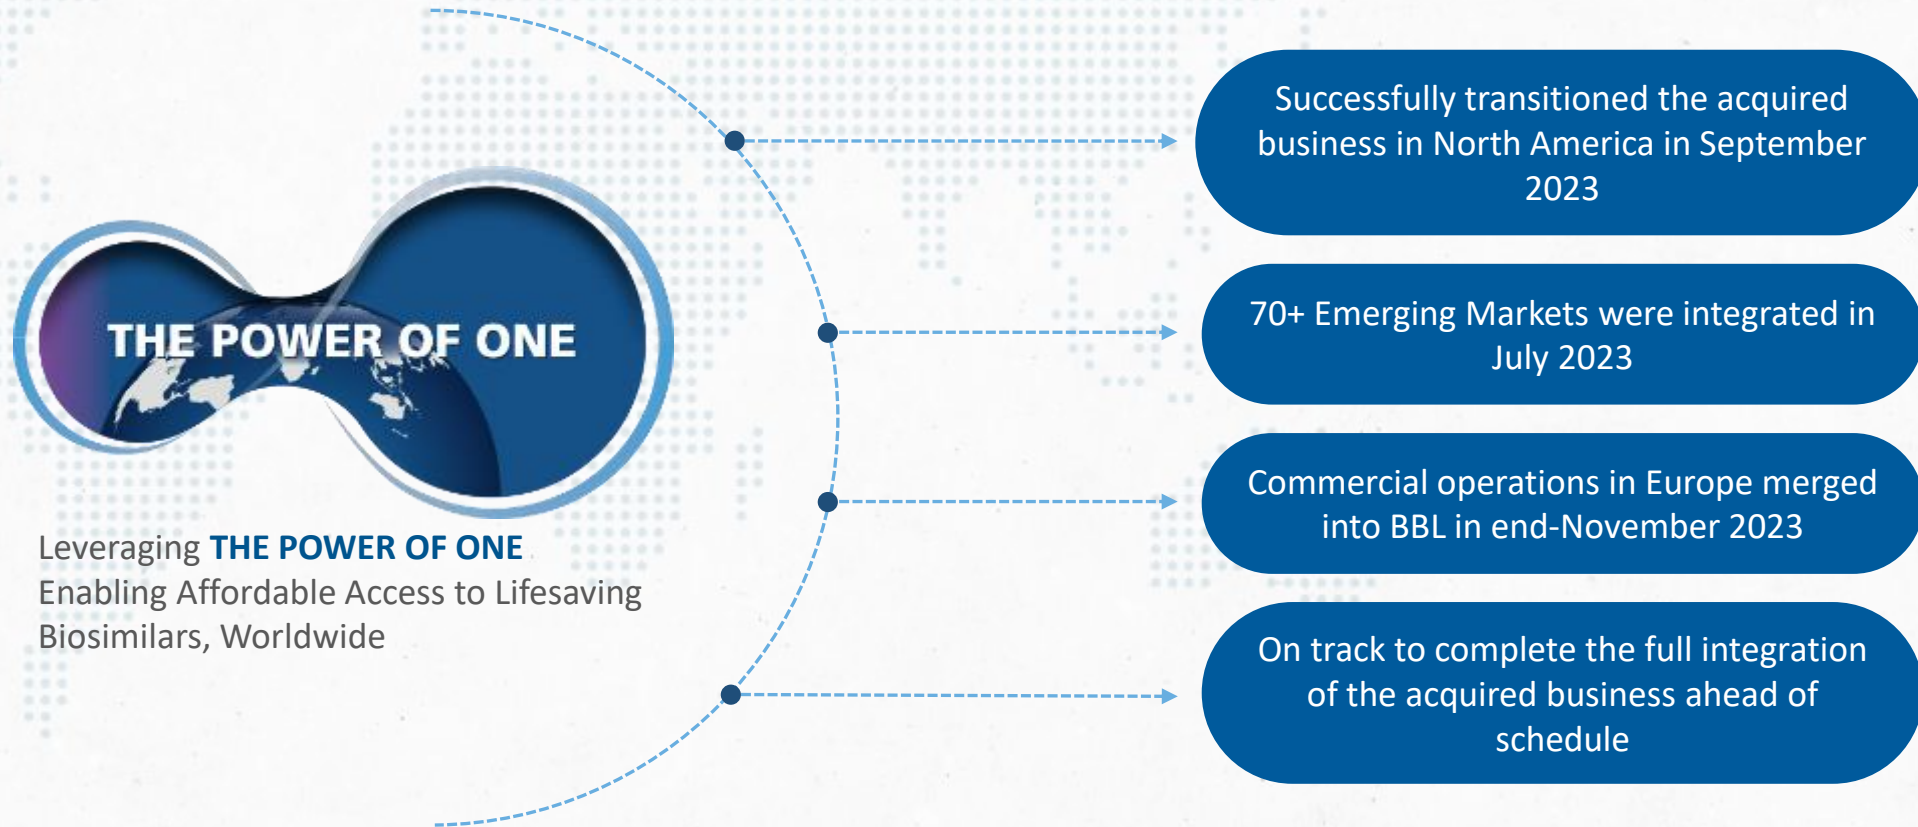 THE POWER OF ONE
Leveraging THE POWER OF ONE
Enabling Affordable Access to Lifesaving
Biosimilars, Worldwide
Successfully transitioned the acquired
business in North America in September
2023
70+ Emerging Markets were integrated in
July 2023
Commercial operations in Europe merged
into BBL in end-November 2023
On track to complete the full integration
of the acquired business ahead of
schedule